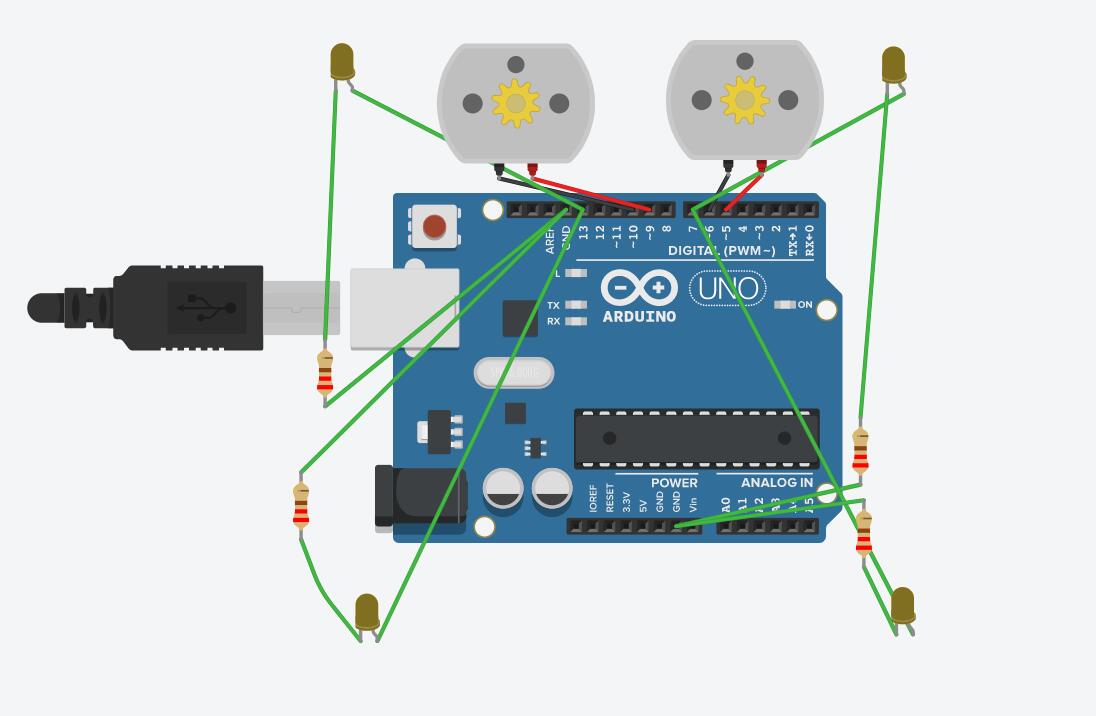 AREF
GND
13
12
~11
~10
~9
8
7
~6
~5
4
~3
2
TX→1
RX←0
DIGITAL (PWM~)
L
TX
RX
UNO
ON
ARDUINO
POWER
ANALOG IN
IOREF
RESET
3.3V
5V
GND
GND
Vin
A0
A1
A2
A3